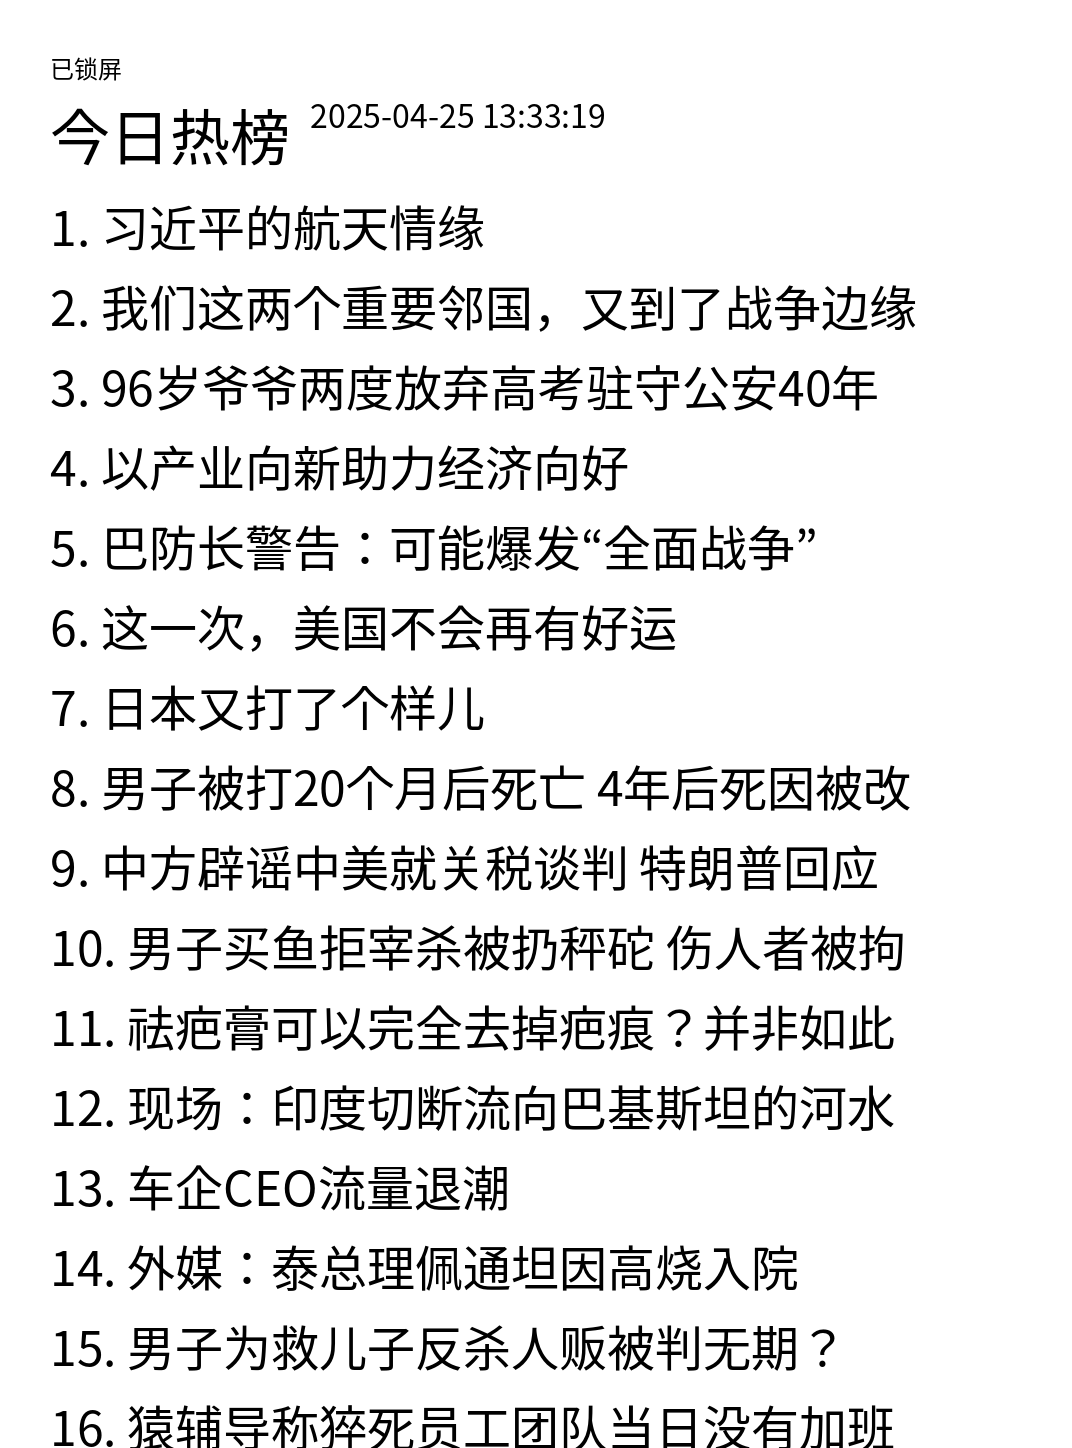 已锁屏
今日热榜 2025-04-25 13:33:19
1. 习近平的航天情缘
2. 我们这两个重要邻国，又到了战争边缘
3. 96岁爷爷两度放弃高考驻守公安40年
4. 以产业向新助力经济向好
5. 巴防长警告：可能爆发“全面战争”
6. 这一次，美国不会再有好运
7. 日本又打了个样儿
8. 男子被打20个月后死亡 4年后死因被改
9. 中方辟谣中美就关税谈判 特朗普回应
10. 男子买鱼拒宰杀被扔秤砣 伤人者被拘
11. 祛疤膏可以完全去掉疤痕？并非如此
12. 现场：印度切断流向巴基斯坦的河水
13. 车企CEO流量退潮
14. 外媒：泰总理佩通坦因高烧入院
15. 男子为救儿子反杀人贩被判无期？
16. 猿辅导称猝死员工团队当日没有加班